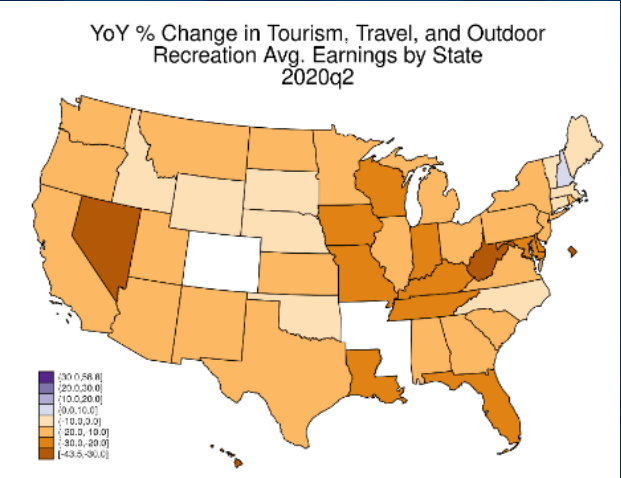 YoY % Change in Tourism, Travel, and Outdoor
Recreation Avg. Earnings by State
2020q2
(30.0,56.8]
(20.0,30.0]
(10.0,20.0]
(0.0,10.0]
(-10.0,0.0]
(-20.0,-10.0]
(-30.0,-20.0]
[-43.5,-30.0]